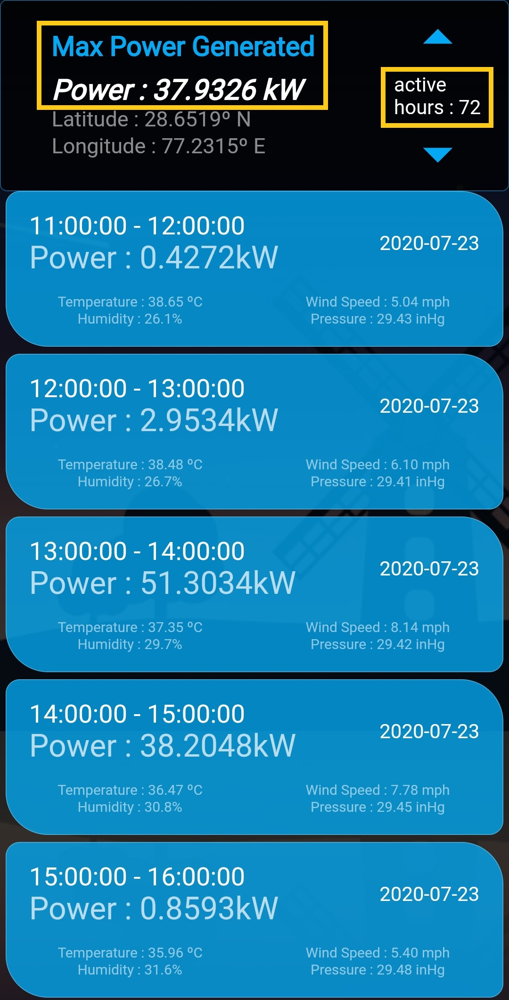 Max Power Generated
Power : 37.9326 kW
Latitude : 28.6519º N
Longitude : 77.2315º E
active
hours : 72
11:00:00 - 12:00:00
Power : 0.4272kW
2020-07-23
Temperature : 38.65 ºC
Humidity : 26.1%
Wind Speed : 5.04 mph
Pressure : 29.43 inHg
12:00:00 - 13:00:00
Power : 2.9534kW
2020-07-23
Temperature : 38.48 ºC
Humidity : 26.7%
Wind Speed : 6.10 mph
Pressure : 29.41 inHg
13:00:00 - 14:00:00
Power : 51.3034kW
2020-07-23
Temperature : 37.35 ºC
Humidity : 29.7%
Wind Speed : 8.14 mph
Pressure : 29.42 inHg
14:00:00 - 15:00:00
Power : 38.2048kW
2020-07-23
Temperature : 36.47 ºC
Humidity : 30.8%
Wind Speed : 7.78 mph
Pressure : 29.45 inHg
15:00:00 - 16:00:00
Power : 0.8593kW
2020-07-23
Temperature : 35.96 ºC
Humidity : 31.6%
Wind Speed : 5.40 mph
Pressure : 29.48 inHg